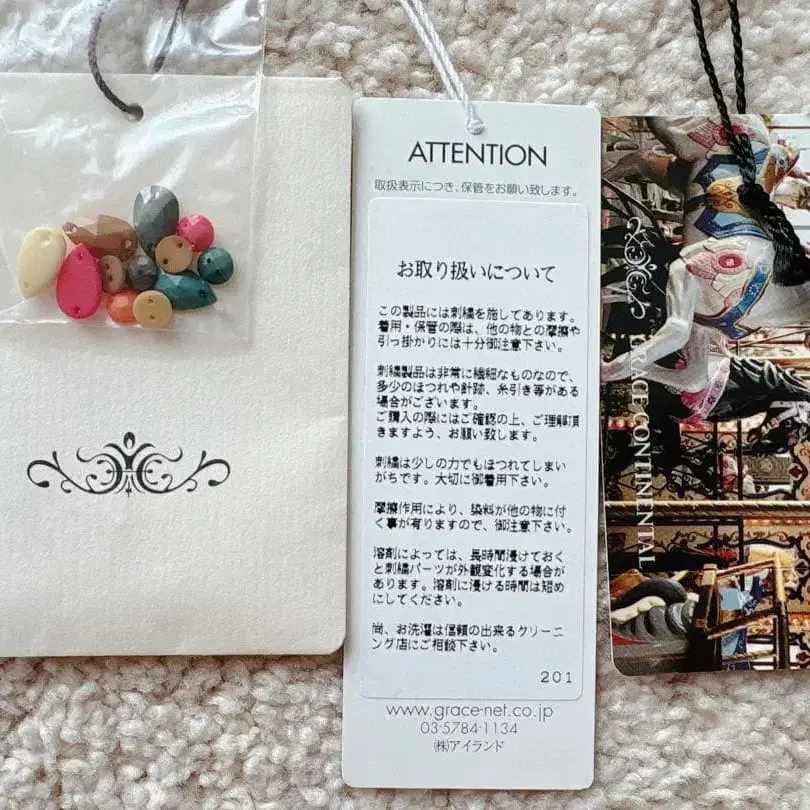 ATTENTION
取扱表示につき、保管をお願い致します。
お取り扱いについて
この製品には刺繍を施してあります。
着用・保管の際は、他の物との摩擦や
引っ掛かりには十分御注意下さい。
刺繍製品は非常に繊細なものなので、
多少のほつれや針跡、糸引き等がある
場合がございます。
ご購入の際にはご確認の上、ご理解頂
きますよう、お願い致します。
刺繍は少しの力でもほつれてしまい
がちです。大切に御着用下さい。
摩擦作用により、染料が他の物に付
く事が有りますので、御注意下さい。
溶剤によっては、長時間浸けておく
と刺繍パーツが外観変化する場合が
あります。溶剤に浸ける時間は短め
にしてください。
尚、お洗濯は信頼の出来るクリーニ
ング店にご相談下さい。
201
www.grace-net.co.jp
03-5784-1134
㈱アイランド
GRACE CONTINENTAL